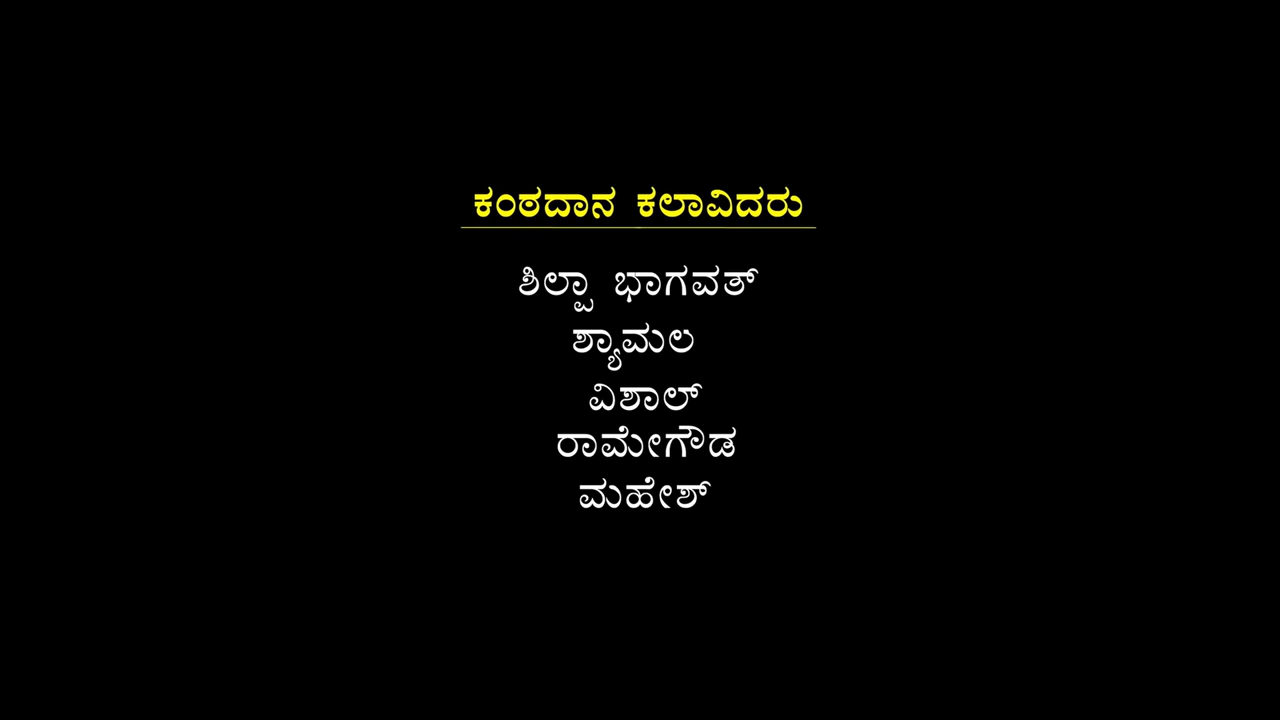 ಕಂಠದಾನ ಕಲಾವಿದರು
ಶಿಲ್ಪಾ ಭಾಗವತ್
ಶ್ಯಾಮಲ
ವಿಶಾಲ್
ರಾಮೇಗೌಡ
ಮಹೇಶ್